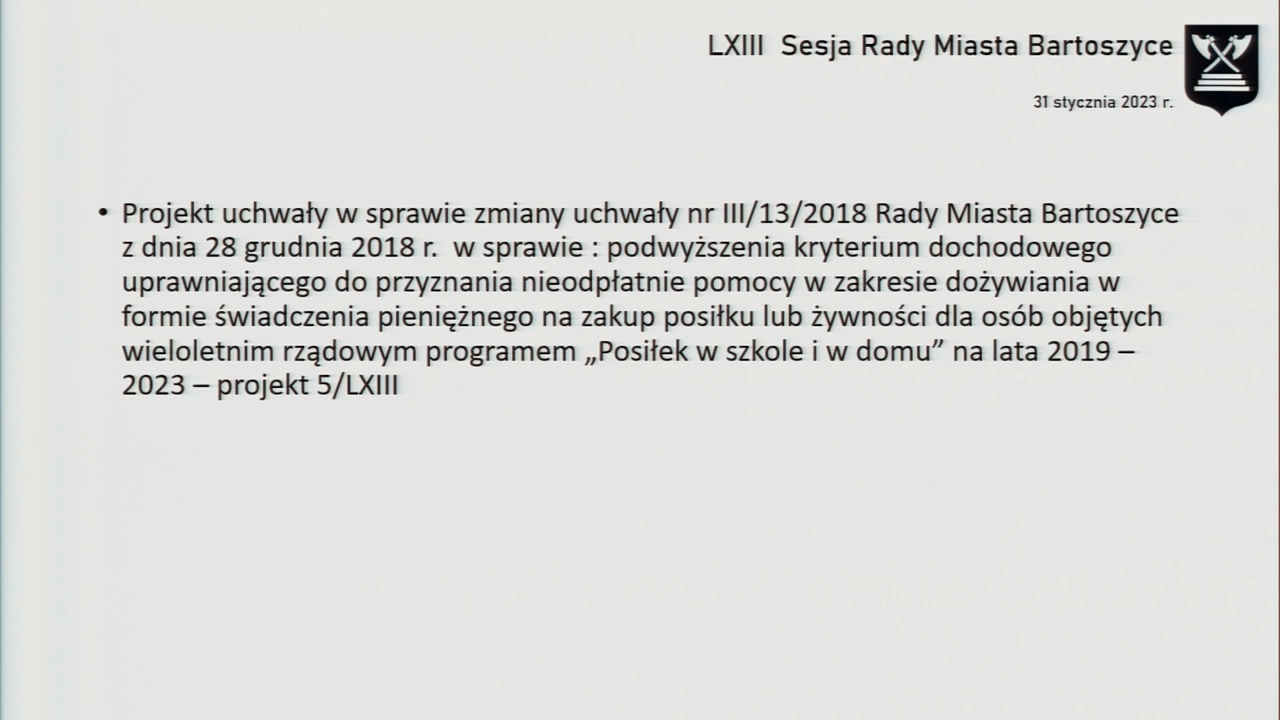 LXIII  Sesja Rady Miasta Bartoszyce
31 stycznia 2023 r.
• Projekt uchwały w sprawie zmiany uchwały nr III/13/2018 Rady Miasta Bartoszyce
z dnia 28 grudnia 2018 r.  w sprawie : podwyższenia kryterium dochodowego
uprawniającego do przyznania nieodpłatnie pomocy w zakresie dożywiania w
formie świadczenia pieniężnego na zakup posiłku lub żywności dla osób objętych
wieloletnim rządowym programem „Posiłek w szkole i w domu” na lata 2019 –
2023 – projekt 5/LXIII